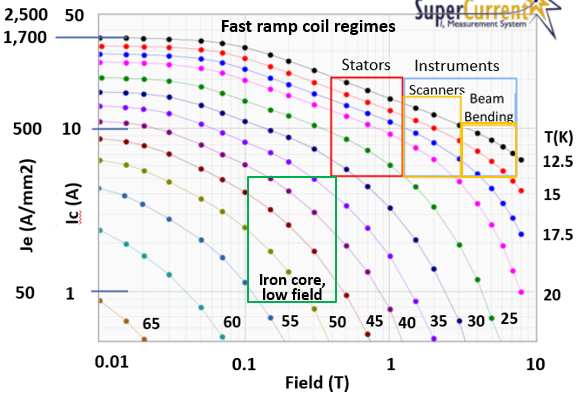 SuperCurrent
Ic Measurement System
2,500
50
1,700
Fast ramp coil regimes
Stators
Instruments
Scanners
Beam
Bending
500
10
T(K)
12.5
15
17.5
20
Je (A/mm2)
Ic (A)
50
1
Iron core,
low field
65
60
55
50
45
40
35
30
25
0.01
0.1
1
10
Field (T)